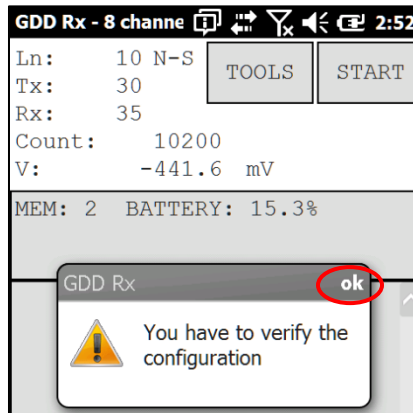 GDD Rx - 8 channe 2:52
Ln: 10 N-S
TOOLS
START
Tx: 30
Rx: 35
Count: 10200
V: -441.6 mV
MEM: 2 BATTERY: 15.3%
GDD Rx ok
You have to verify the
configuration